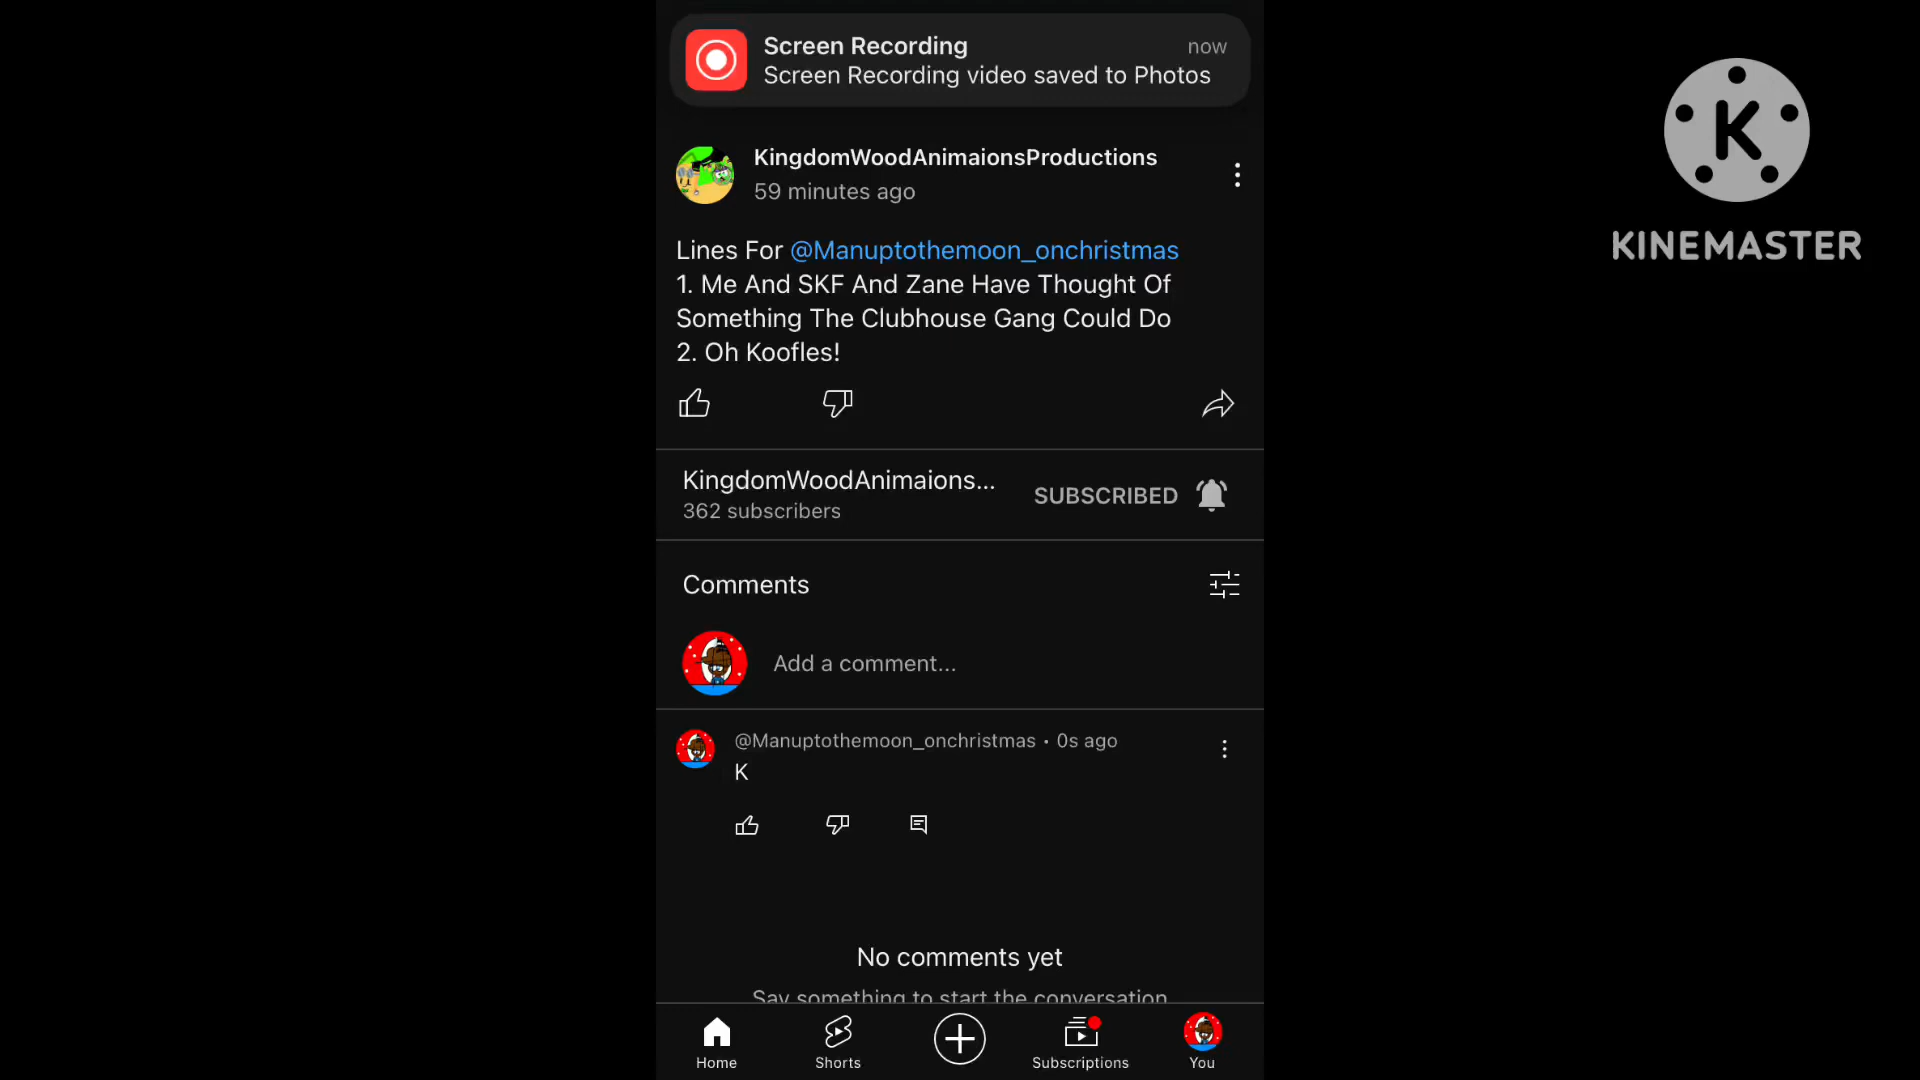 Screen Recording
now
Screen Recording video saved to Photos
K
KINEMASTER
KingdomWoodAnimaionsProductions
59 minutes ago
Lines For @Manuptothemoon_onchristmas
1. Me And SKF And Zane Have Thought Of
Something The Clubhouse Gang Could Do
2. Oh Koofles!
KingdomWoodAnimaions...
362 subscribers
SUBSCRIBED
Comments
Add a comment...
@Manuptothemoon_onchristmas · 0s ago
K
No comments yet
Say something to start the conversation
Home
Shorts
Subscriptions
You